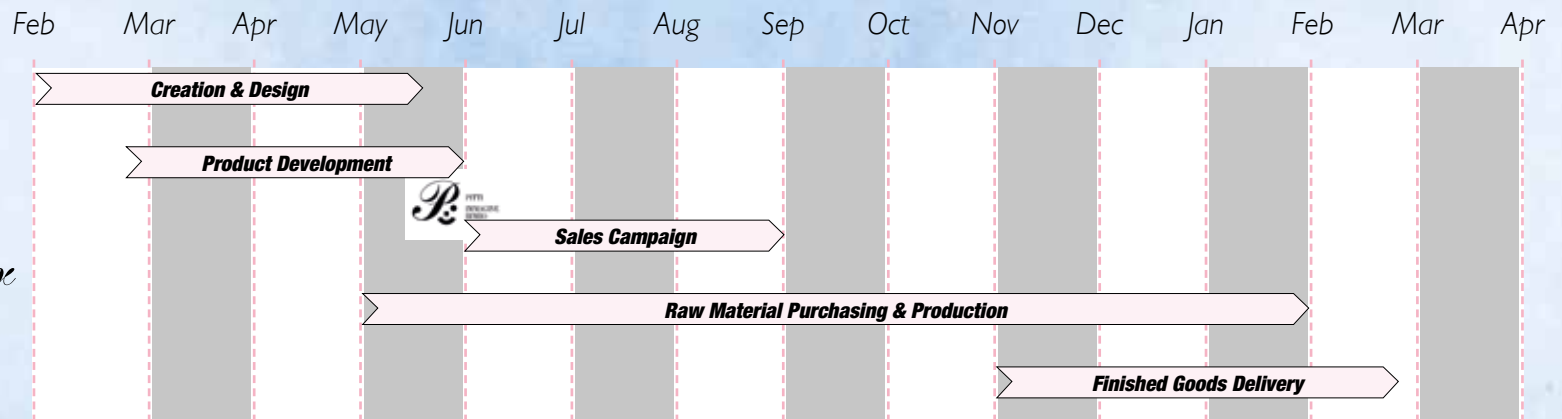 Feb Mar Apr May Jun Jul Aug Sep Oct Nov Dec Jan Feb Mar Apr
Creation & Design
Product Development
Sales Campaign
Raw Material Purchasing & Production
Finished Goods Delivery